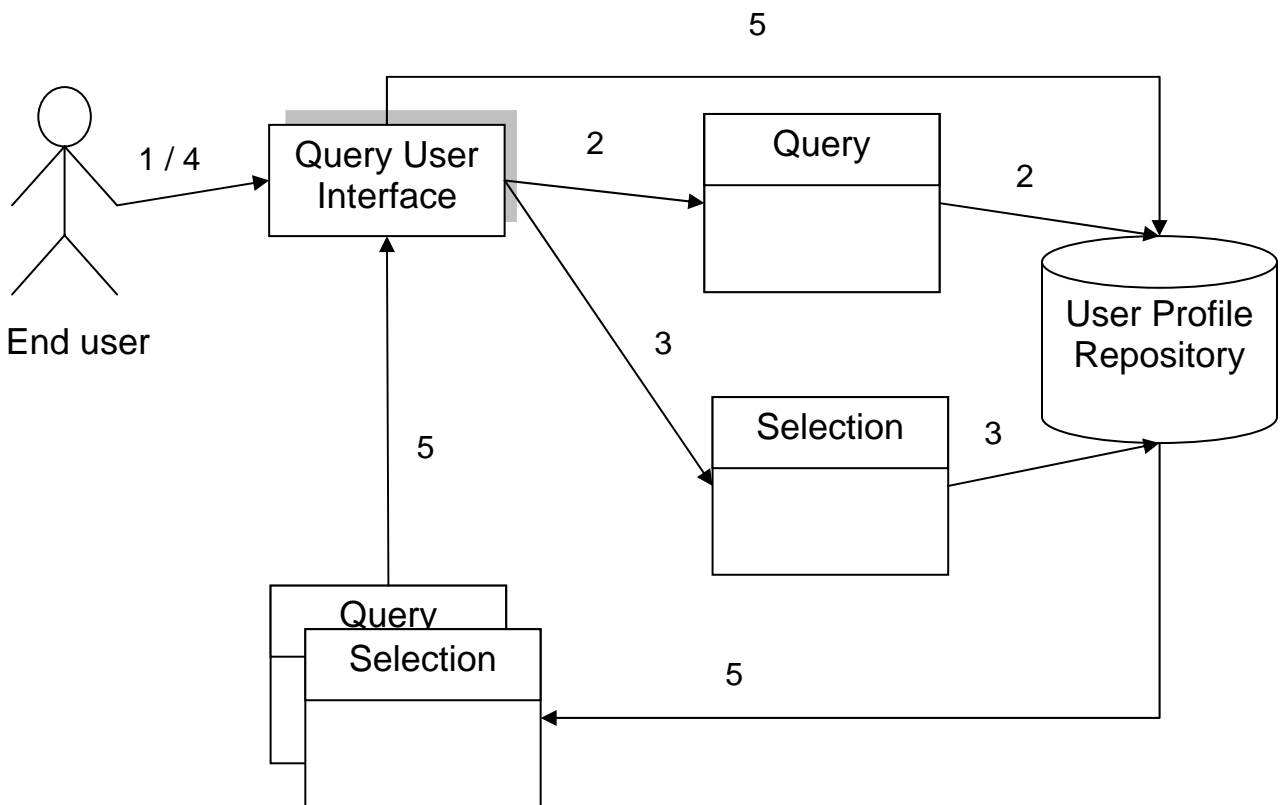 5
1 / 4
Query User
Interface
2
Query
2
User Profile
Repository
End user
3
Selection
3
5
Query
Selection
5